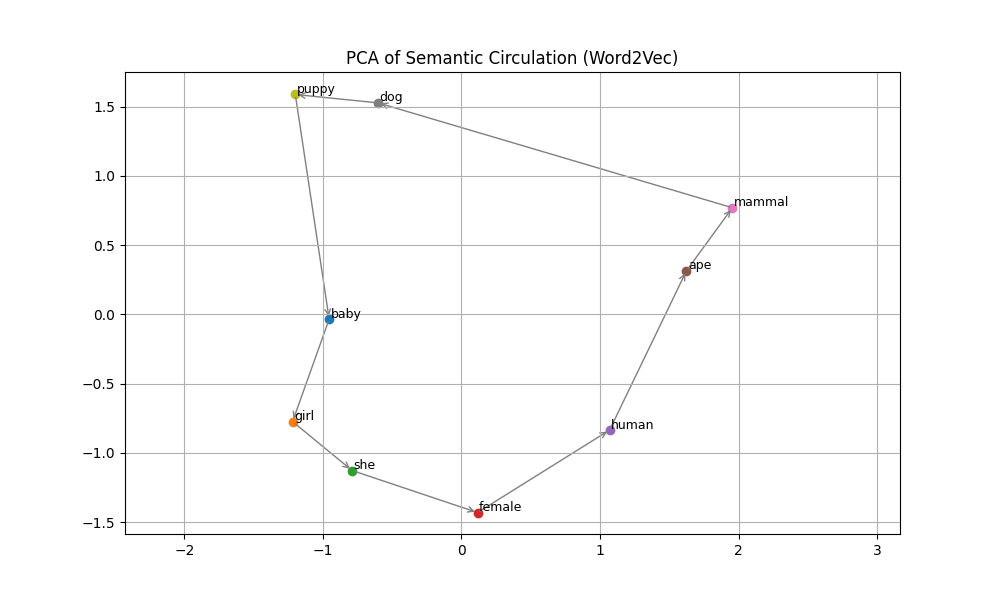 PCA of Semantic Circulation (Word2Vec)
puppy
dog
mammal
ape
baby
girl
she
female
human
1.5
1.0
0.5
0.0
−0.5
−1.0
−1.5
−2
−1
0
1
2
3